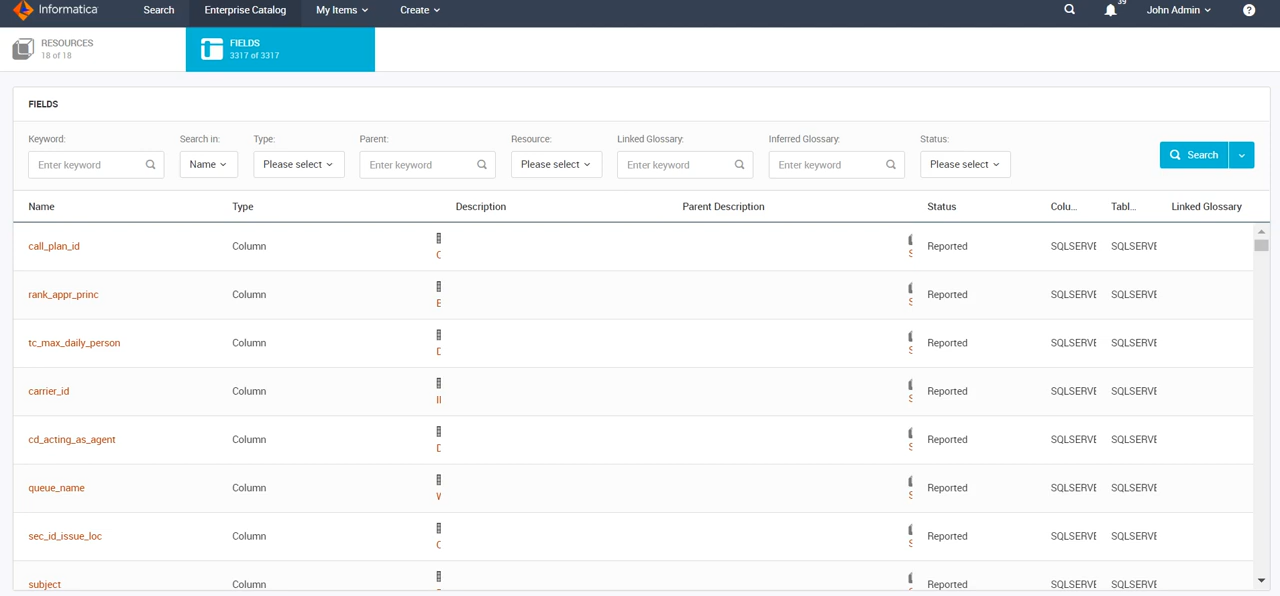 Informatica Search Enterprise Catalog My Items Create 39 John Admin ?
RESOURCES
18 of 18
FIELDS
3317 of 3317
FIELDS
Keyword: Search in: Type: Parent: Resource: Linked Glossary: Inferred Glossary: Status:
Enter keyword Name Please select Enter keyword Please select Enter keyword Enter keyword Please select Search
Name Type Description Parent Description Status Colu... Tabl... Linked Glossary
call_plan_id Column Reported SQLSERVE SQLSERVE
rank_appr_princ Column Reported SQLSERVE SQLSERVE
tc_max_daily_person Column Reported SQLSERVE SQLSERVE
carrier_id Column Reported SQLSERVE SQLSERVE
cd_acting_as_agent Column Reported SQLSERVE SQLSERVE
queue_name Column Reported SQLSERVE SQLSERVE
sec_id_issue_loc Column Reported SQLSERVE SQLSERVE
subject Column Reported SQLSERVE SQLSERVE